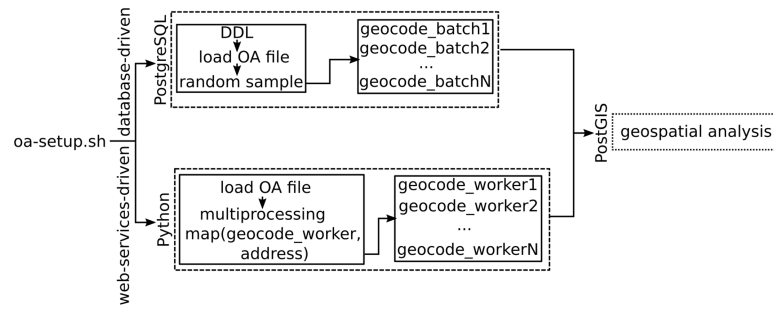 oa-setup.sh
database-driven
web-services-driven
PostgreSQL
DDL
load OA file
random sample
geocode_batch1
geocode_batch2
...
geocode_batchN
Python
load OA file
multiprocessing
map(geocode_worker,
address)
geocode_worker1
geocode_worker2
...
geocode_workerN
PostGIS
geospatial analysis